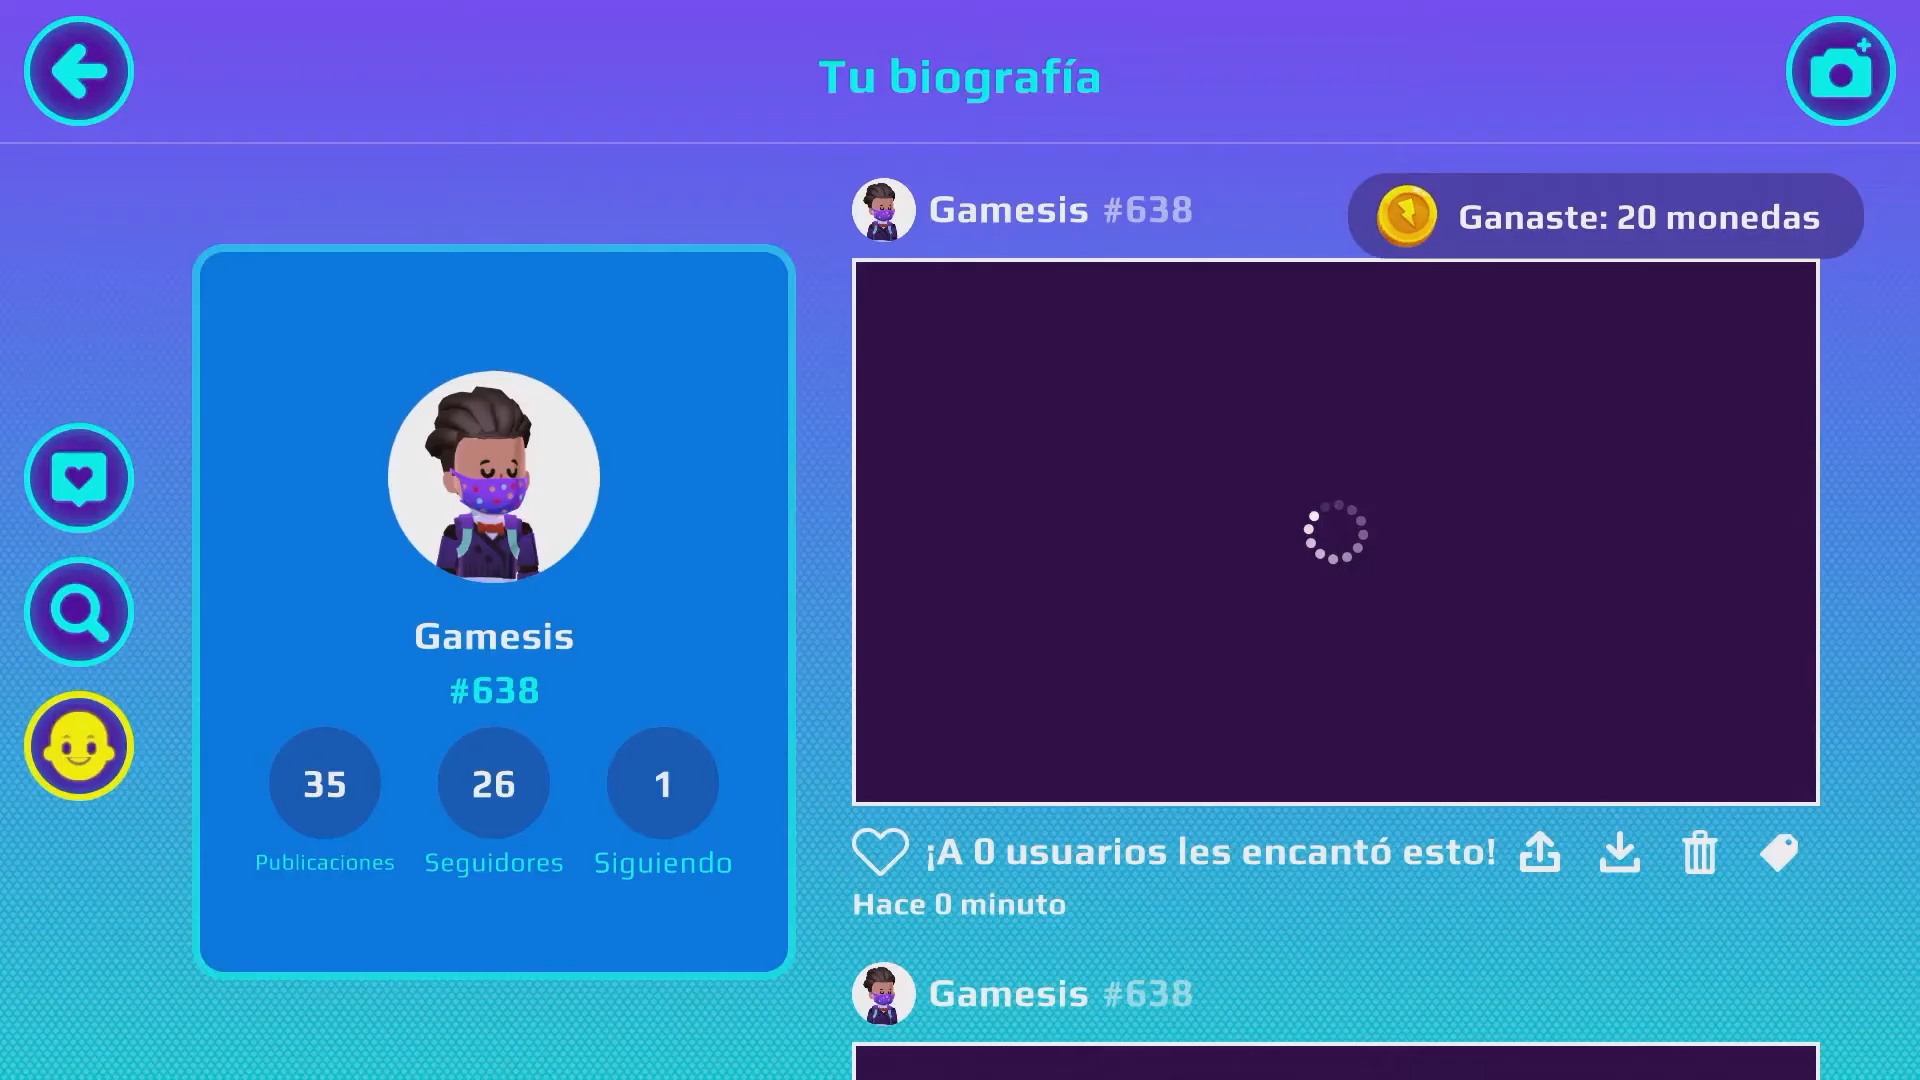 Tu biografía
Gamesis #638
Ganaste: 20 monedas
Gamesis
#638
35
26
1
Publicaciones
Seguidores
Siguiendo
¡A 0 usuarios les encantó esto!
Hace 0 minuto
Gamesis #638